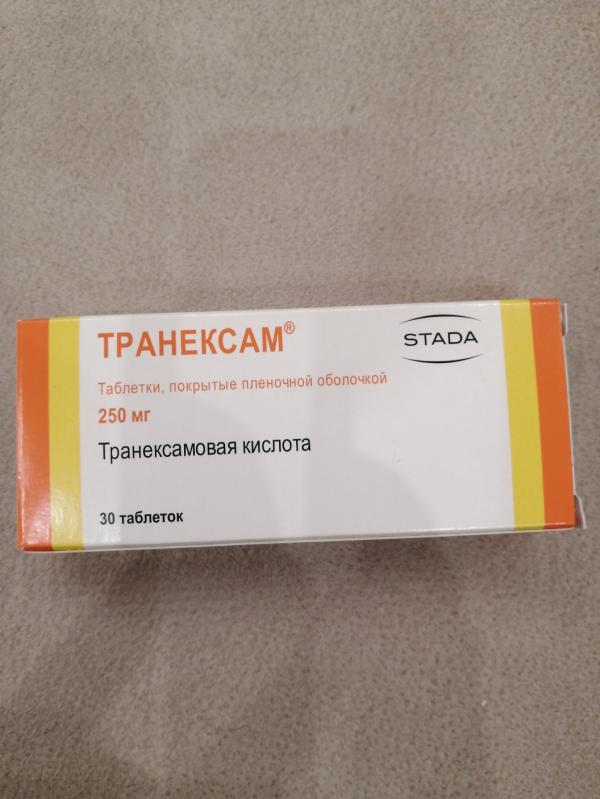 ТРАНЕКСАМ®
STADA
Таблетки, покрытые пленочной оболочкой
250 мг
Транексамовая кислота
30 таблеток